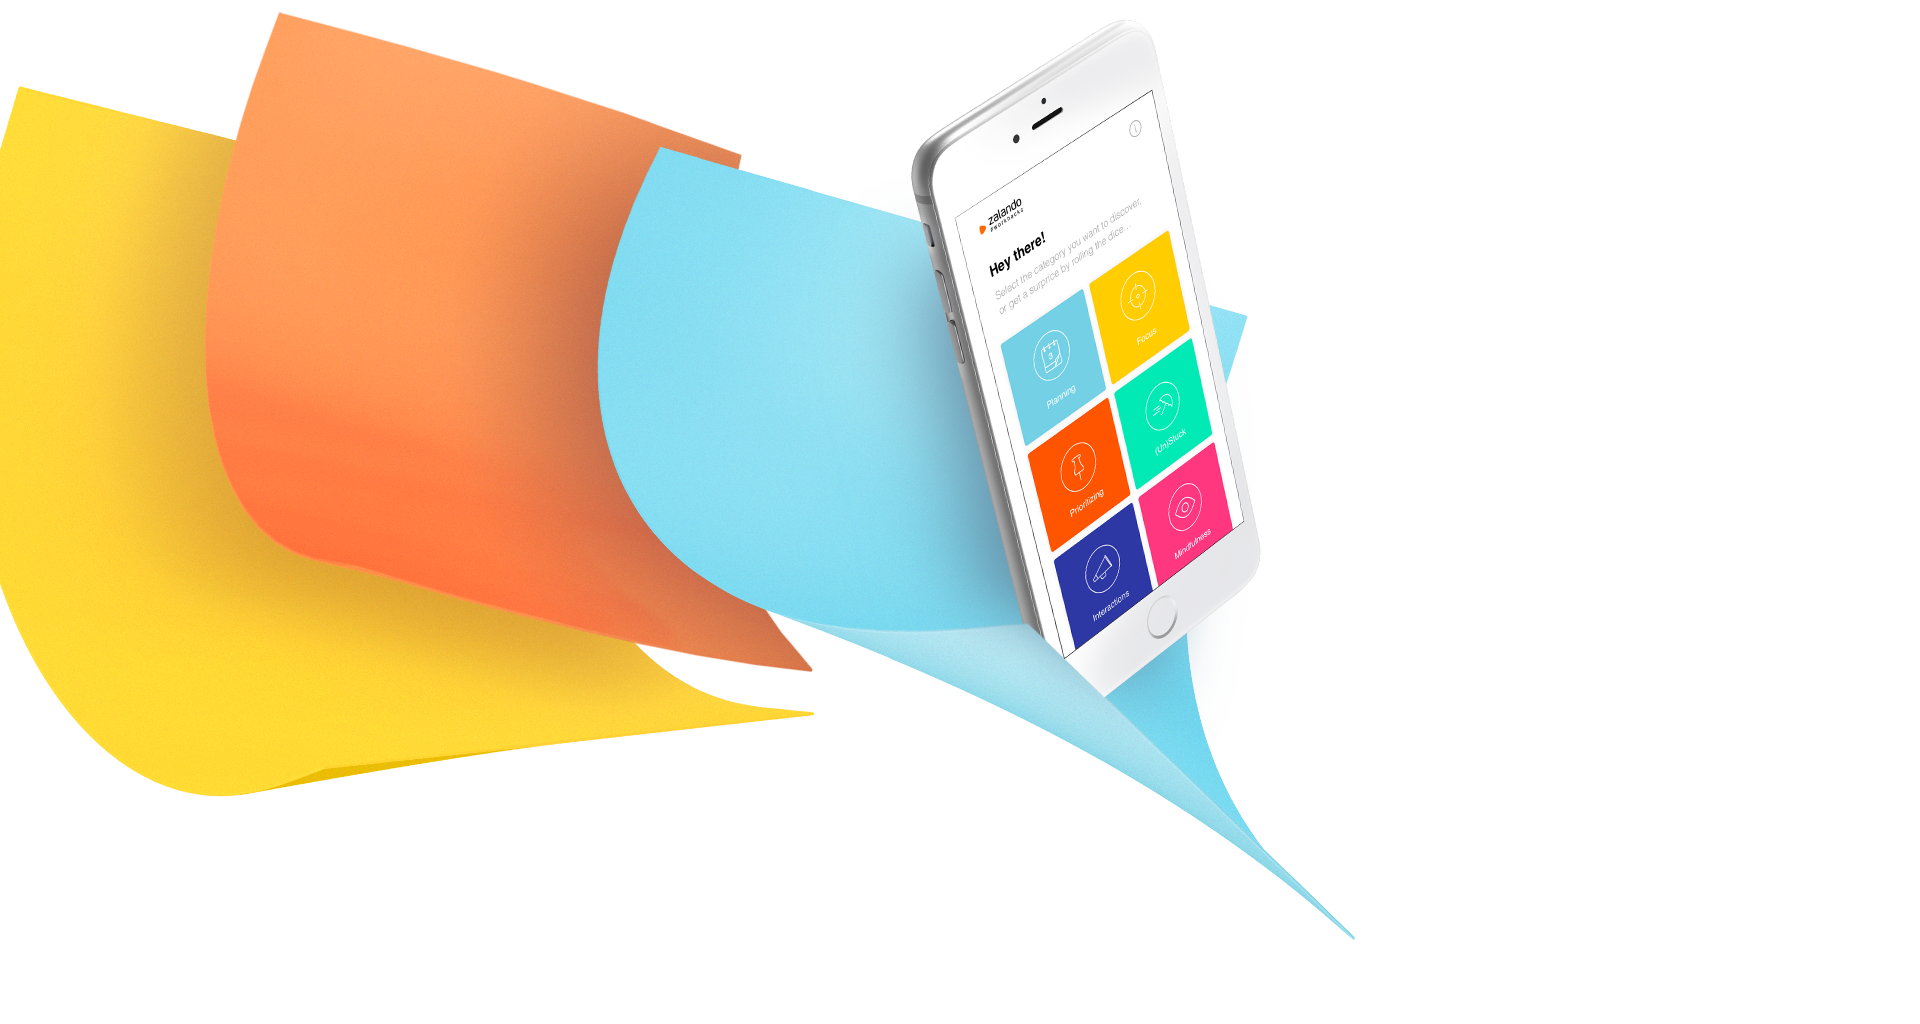 zalando
#workhacks
Hey there!
Select the category you want to discover,
or get a surprise by rolling the dice...
Planning
Focus
Prioritizing
(Un)Stuck
Interactions
Mindfulness